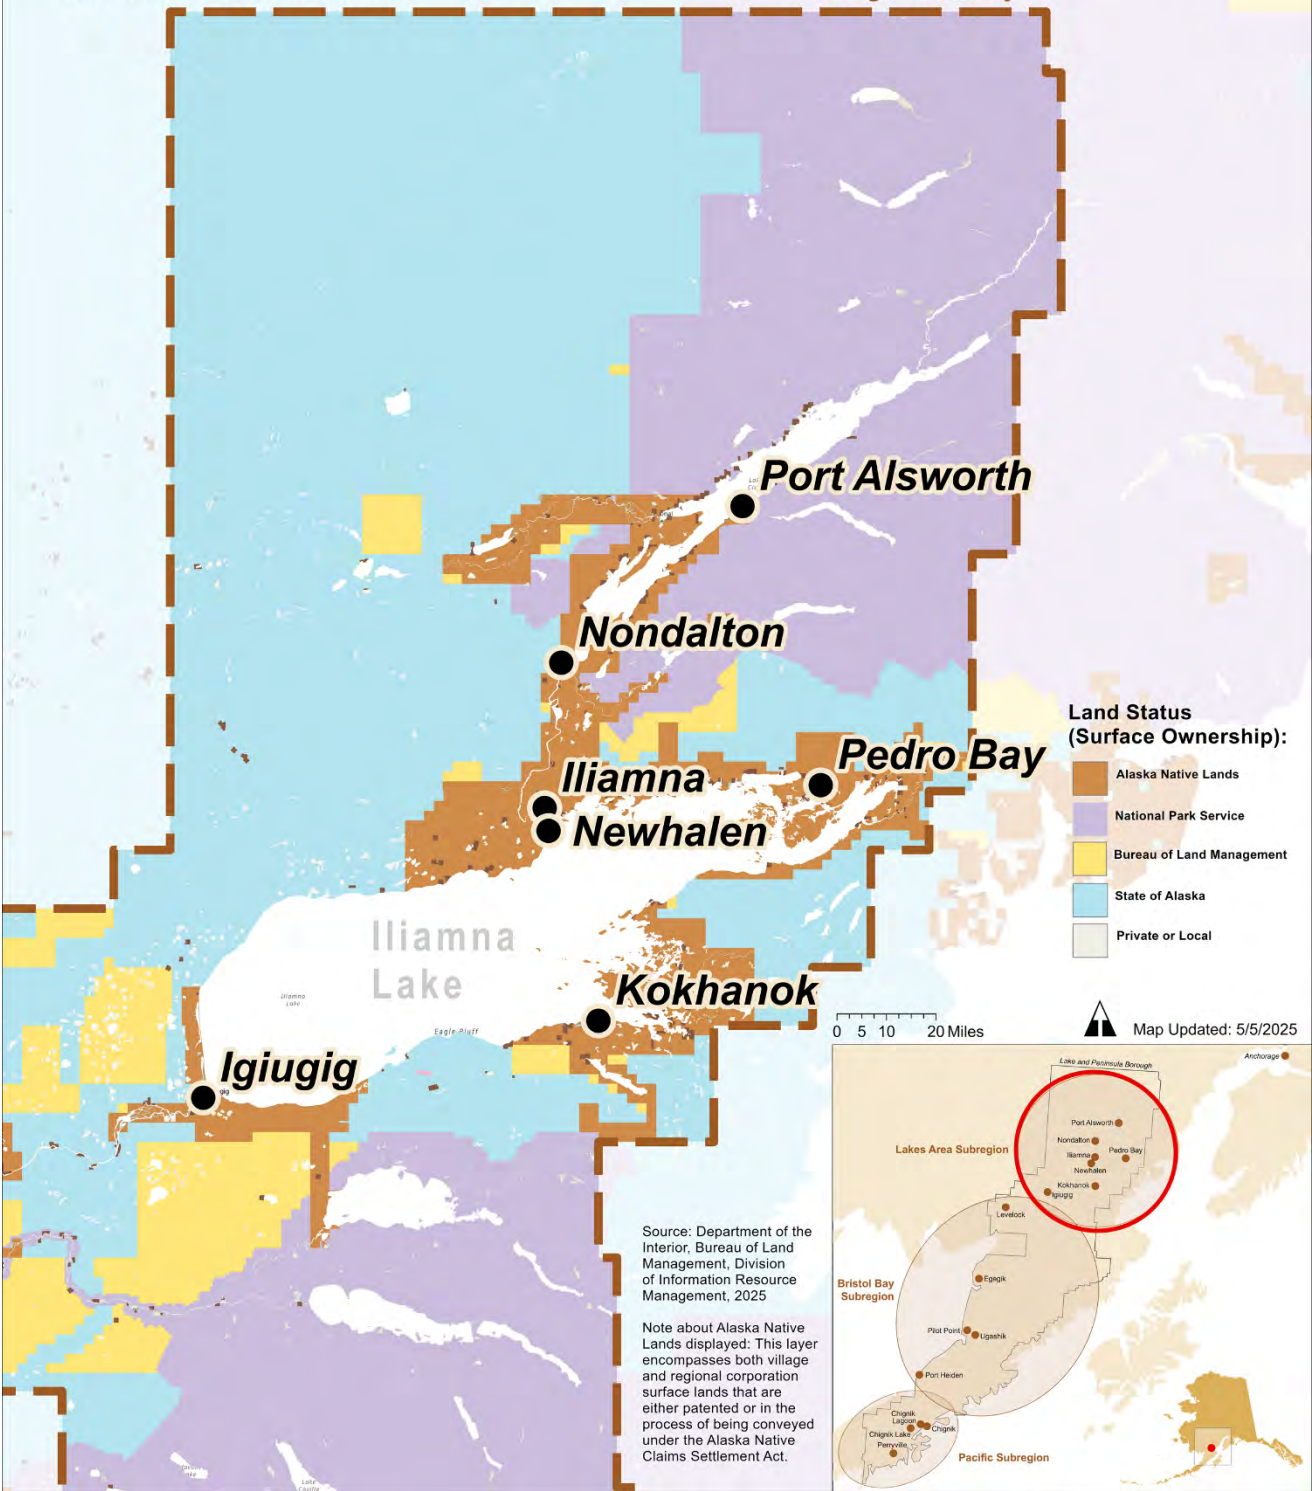 Port Alsworth
Nondalton
Pedro Bay
Iliamna
Newhalen
Iliamna
Lake
Iliamna
Lake
Kokhanok
Eagle Bluff
Igiugig
Land Status
(Surface Ownership):
Alaska Native Lands
National Park Service
Bureau of Land Management
State of Alaska
Private or Local
0 5 10 20 Miles
Map Updated: 5/5/2025
Source: Department of the
Interior, Bureau of Land
Management, Division
of Information Resource
Management, 2025
Note about Alaska Native
Lands displayed: This layer
encompasses both village
and regional corporation
surface lands that are
either patented or in the
process of being conveyed
under the Alaska Native
Claims Settlement Act.
Lake and Peninsula Borough
Anchorage
Port Alsworth
Lakes Area Subregion
Nondalton
Iliamna
Pedro Bay
Newhalen
Kokhanok
Igiugig
Levelock
Bristol Bay
Subregion
Egegik
Pilot Point
Ugashik
Port Heiden
Chignik
Lagoon
Chignik
Chignik Lake
Perryville
Pacific Subregion